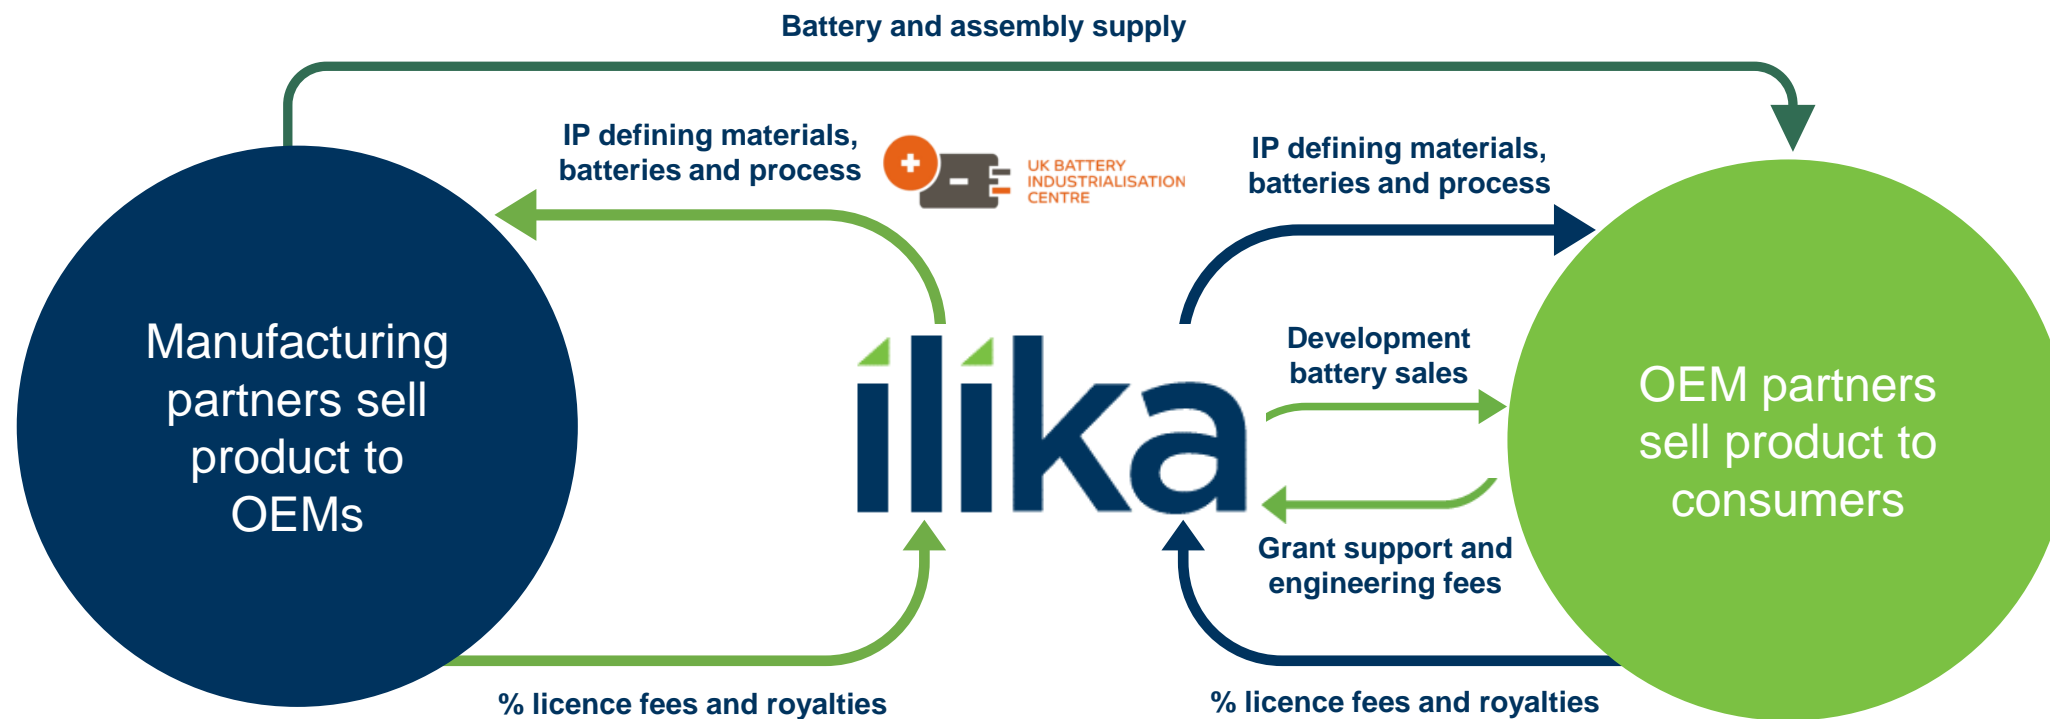 Battery and assembly supply
IP defining materials,
batteries and process
UK BATTERY
INDUSTRIALISATION
CENTRE
IP defining materials,
batteries and process
Manufacturing
partners sell
product to
OEMs
ilika
Development
battery sales
OEM partners
sell product to
consumers
Grant support and
engineering fees
% licence fees and royalties
% licence fees and royalties